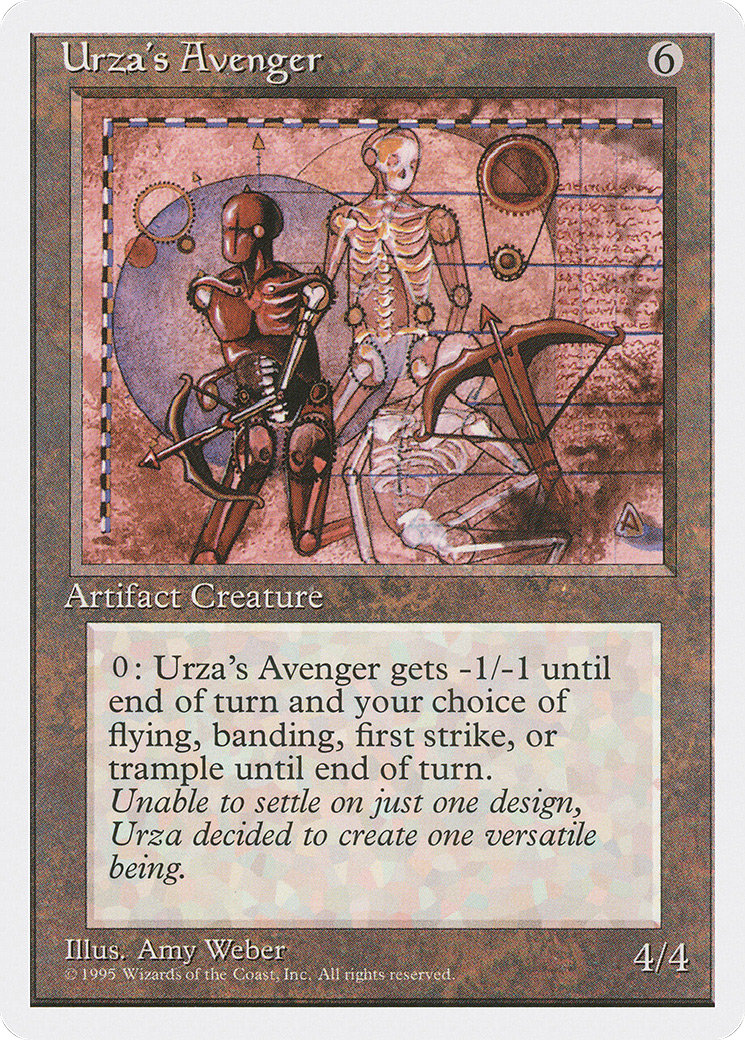 Urza's Avenger 6
Artifact Creature
0: Urza's Avenger gets -1/-1 until
end of turn and your choice of
flying, banding, first strike, or
trample until end of turn.
Unable to settle on just one design,
Urza decided to create one versatile
being.
Illus. Amy Weber
4/4
© 1995 Wizards of the Coast, Inc. All rights reserved.